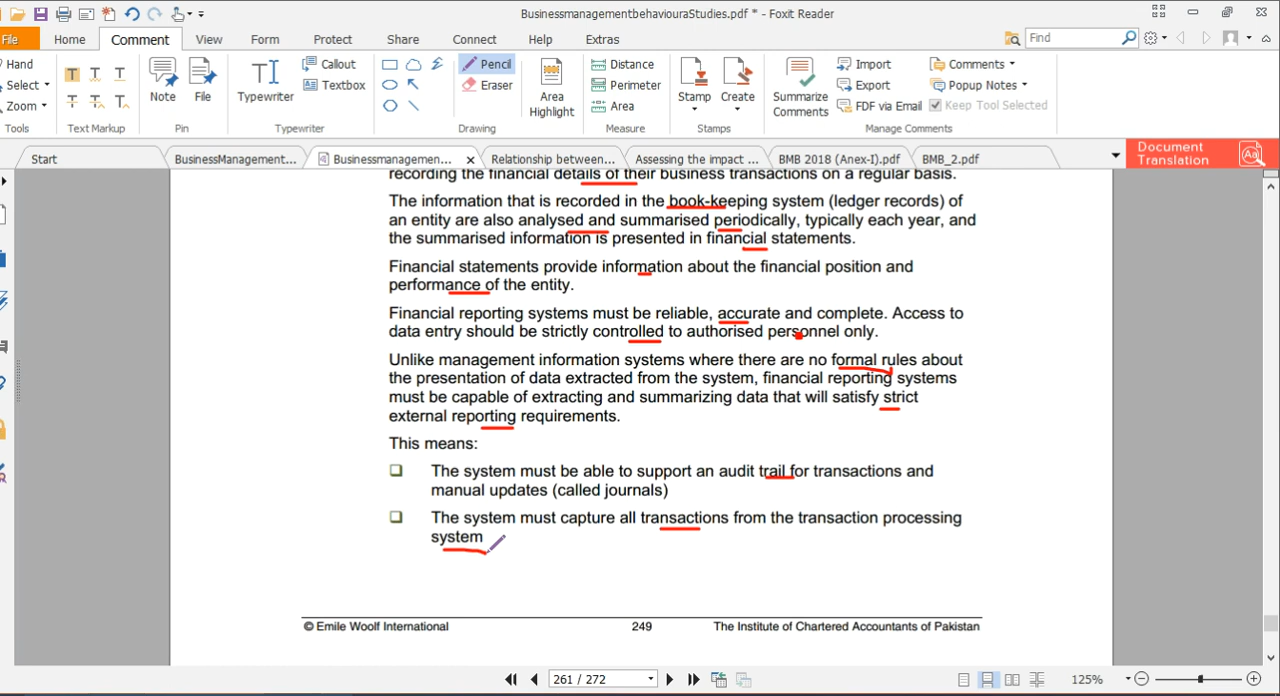 BusinessmanagementbehaviouraStudies.pdf * - Foxit Reader
File Home Comment View Form Protect Share Connect Help Extras Find
Hand
Select
Zoom
Tools
Text Markup
Note
File
Pin
Typewriter
Callout
Textbox
Typewriter
Pencil
Eraser
Area
Highlight
Drawing
Distance
Perimeter
Area
Measure
Stamp
Create
Stamps
Summarize
Comments
Import
Export
FDF via Email
Comments
Popup Notes
Keep Tool Selected
Manage Comments
Start BusinessManagement... Businessmanagemen... Relationship between... Assessing the impact ... BMB 2018 (Anex-I).pdf BMB_2.pdf
Document
Translation
recording the financial details of their business transactions on a regular basis.
The information that is recorded in the book-keeping system (ledger records) of
an entity are also analysed and summarised periodically, typically each year, and
the summarised information is presented in financial statements.
Financial statements provide information about the financial position and
performance of the entity.
Financial reporting systems must be reliable, accurate and complete. Access to
data entry should be strictly controlled to authorised personnel only.
Unlike management information systems where there are no formal rules about
the presentation of data extracted from the system, financial reporting systems
must be capable of extracting and summarizing data that will satisfy strict
external reporting requirements.
This means:
The system must be able to support an audit trail for transactions and
manual updates (called journals)
The system must capture all transactions from the transaction processing
system
© Emile Woolf International 249 The Institute of Chartered Accountants of Pakistan
261 / 272 125%